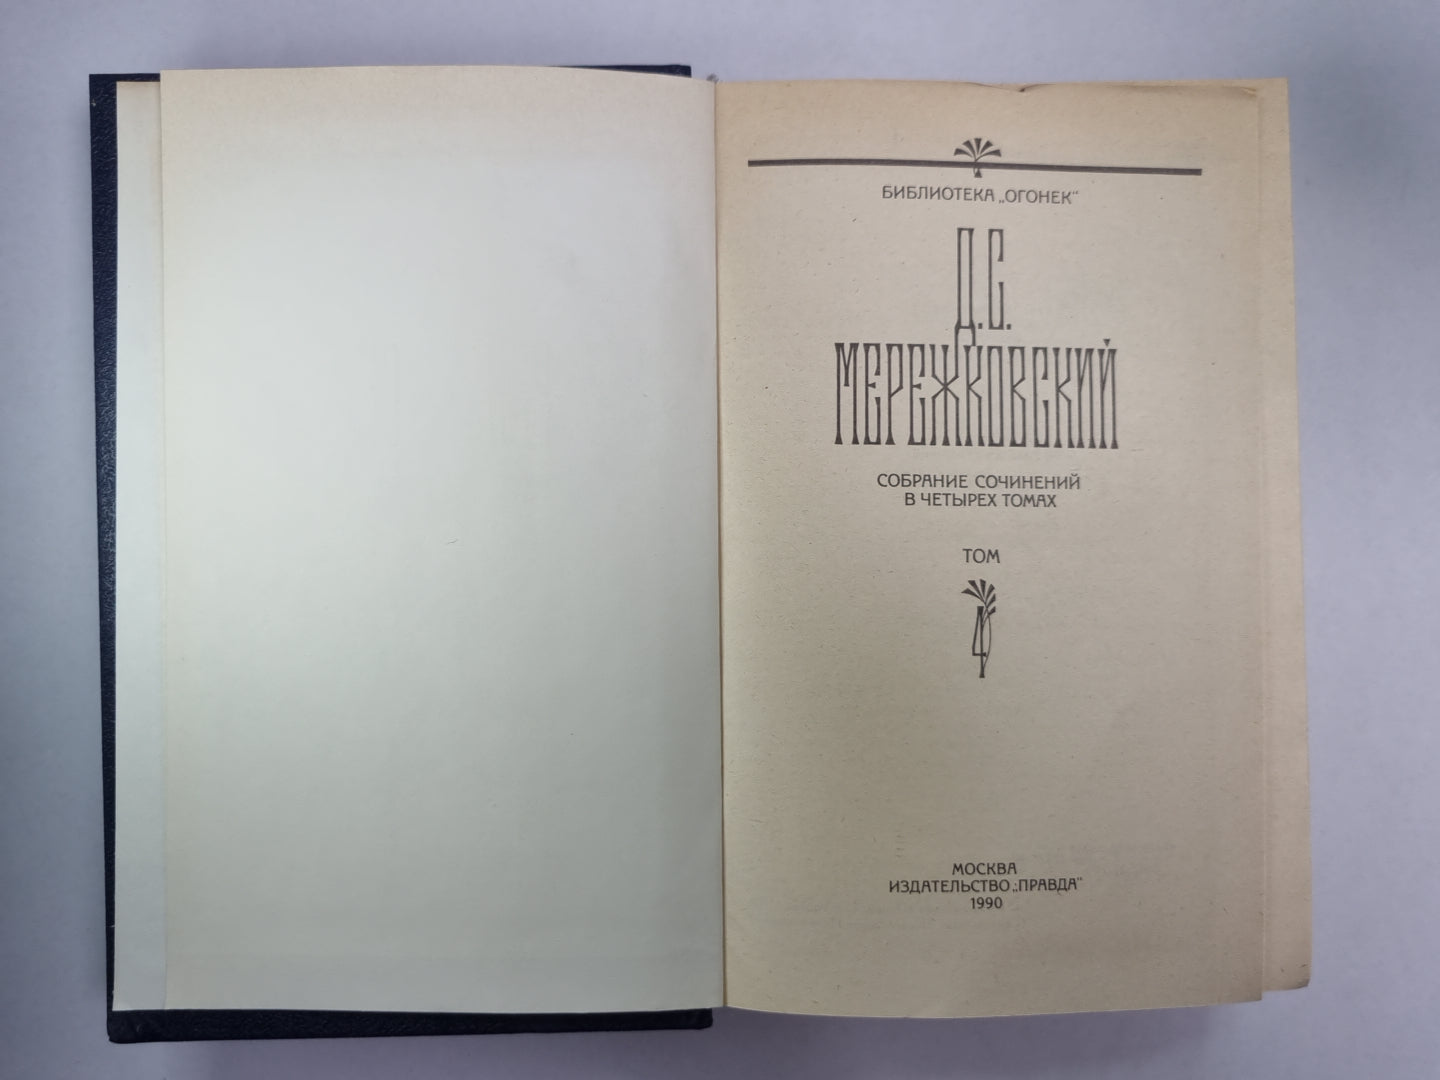 БИБЛИОТЕКА „ОГОНЕК"
Д.С.
МЕРЕЖКОВСКИЙ
СОБРАНИЕ СОЧИНЕНИЙ
В ЧЕТЫРЕХ ТОМАХ
ТОМ
4
МОСКВА
ИЗДАТЕЛЬСТВО „ПРАВДА"
1990